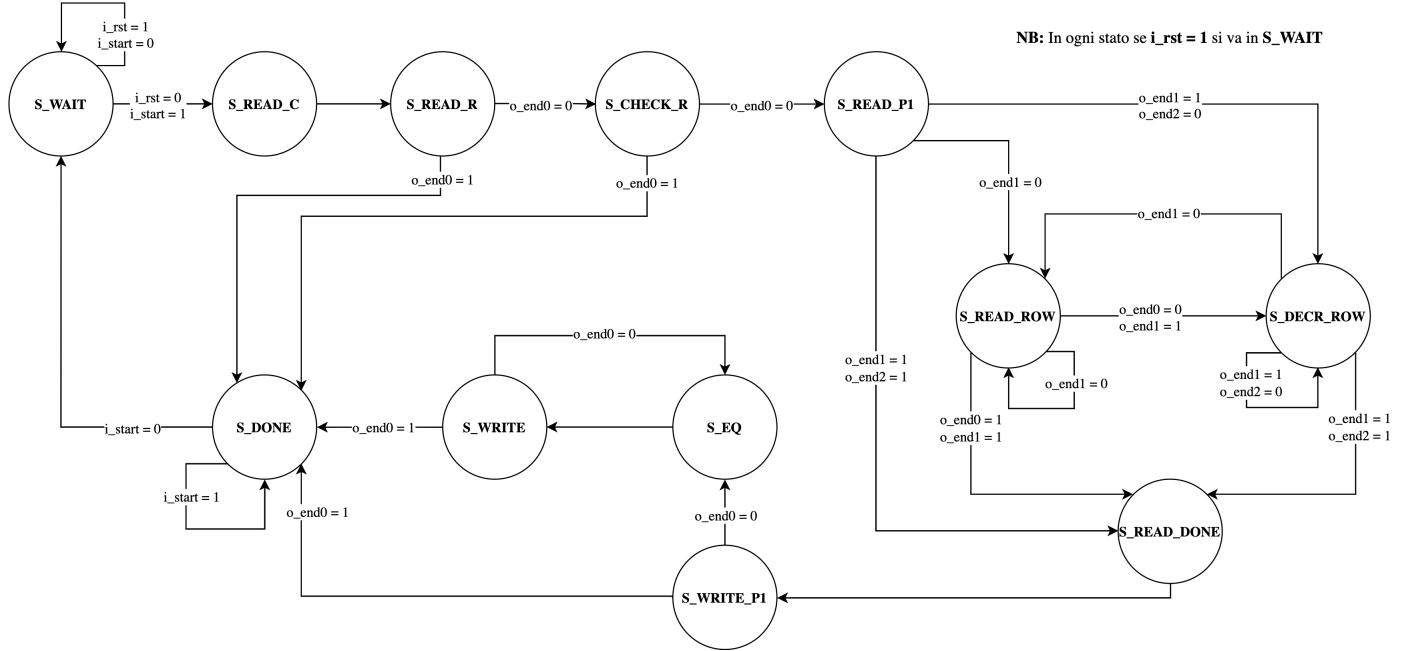 i_rst = 1
i_start = 0
NB: In ogni stato se i_rst = 1 si va in S_WAIT
S_WAIT
i_rst = 0
i_start = 1
S_READ_C
S_READ_R
o_end0 = 0
S_CHECK_R
o_end0 = 0
S_READ_P1
o_end1 = 1
o_end2 = 0
o_end0 = 1
o_end0 = 1
o_end1 = 0
o_end1 = 0
S_READ_ROW
o_end0 = 0
o_end1 = 1
S_DECR_ROW
o_end0 = 0
o_end1 = 1
o_end2 = 1
o_end1 = 0
o_end1 = 1
o_end2 = 0
i_start = 0
S_DONE
o_end0 = 1
S_WRITE
S_EQ
o_end0 = 1
o_end1 = 1
o_end1 = 1
o_end2 = 1
i_start = 1
o_end0 = 1
o_end0 = 0
S_READ_DONE
S_WRITE_P1